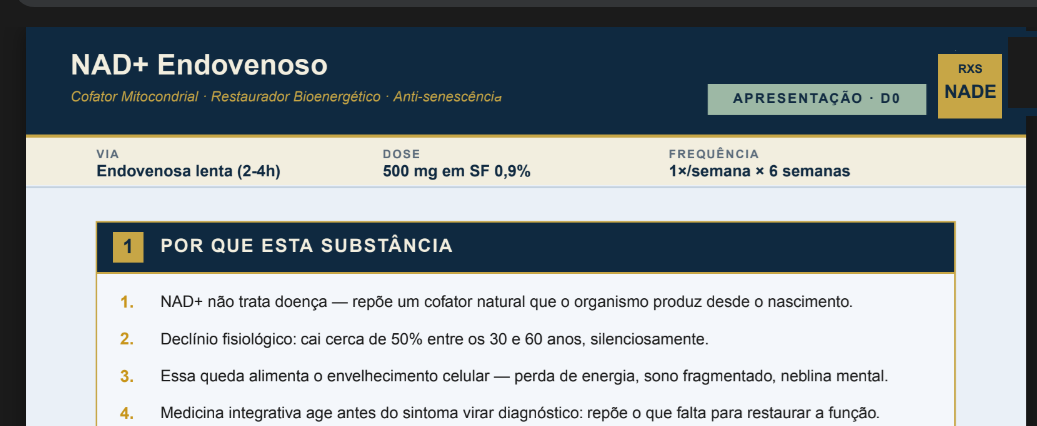 NAD+ Endovenoso
Cofator Mitocondrial · Restaurador Bioenergético · Anti-senescência
APRESENTAÇÃO · D0
RXS
NADE
VIA
Endovenosa lenta (2-4h)
DOSE
500 mg em SF 0,9%
FREQUÊNCIA
1×/semana × 6 semanas
1 POR QUE ESTA SUBSTÂNCIA
1. NAD+ não trata doença — repõe um cofator natural que o organismo produz desde o nascimento.
2. Declínio fisiológico: cai cerca de 50% entre os 30 e 60 anos, silenciosamente.
3. Essa queda alimenta o envelhecimento celular — perda de energia, sono fragmentado, neblina mental.
4. Medicina integrativa age antes do sintoma virar diagnóstico: repõe o que falta para restaurar a função.